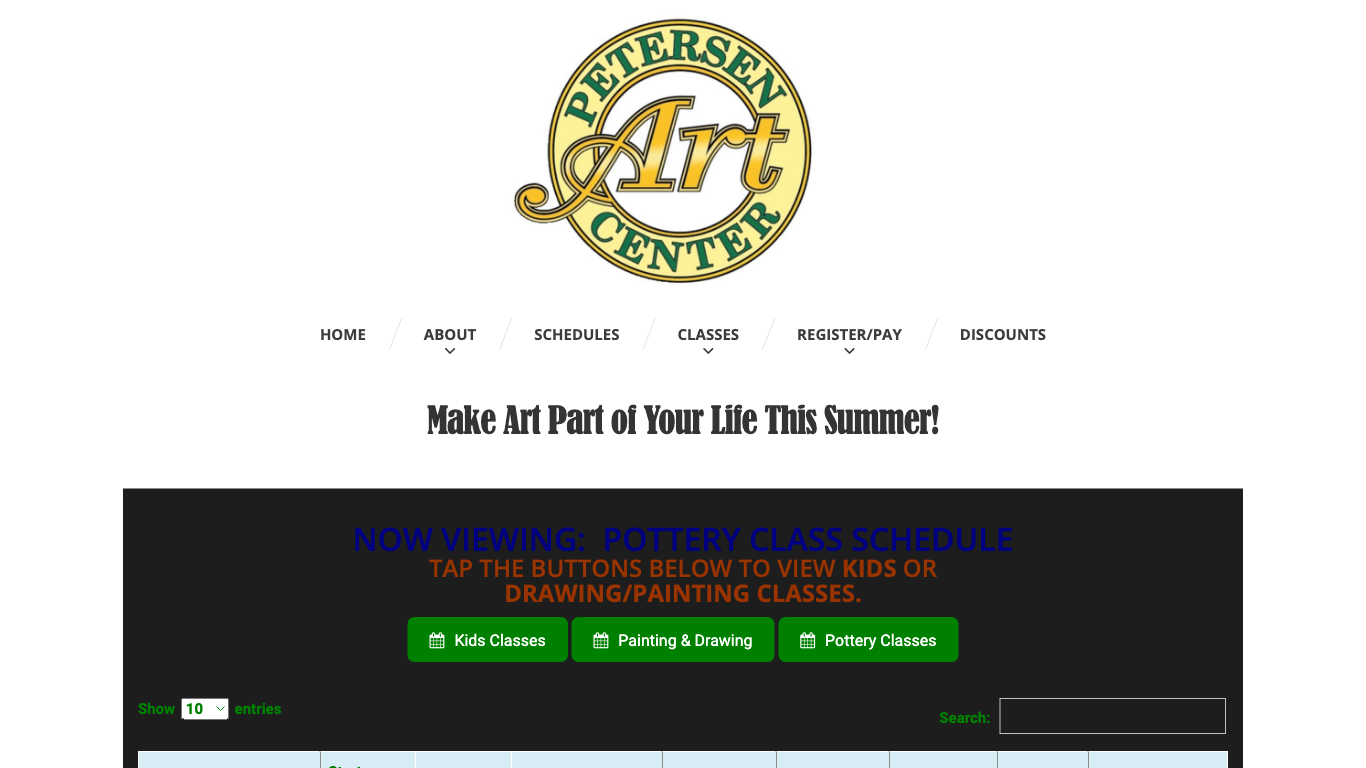 PETERSEN
Art
CENTER
HOME
ABOUT
SCHEDULES
CLASSES
REGISTER/PAY
DISCOUNTS
Make Art Part of Your Life This Summer!
NOW VIEWING: POTTERY CLASS SCHEDULE
TAP THE BUTTONS BELOW TO VIEW KIDS OR
DRAWING/PAINTING CLASSES.
Kids Classes
Painting & Drawing
Pottery Classes
Show 10 entries
Search: